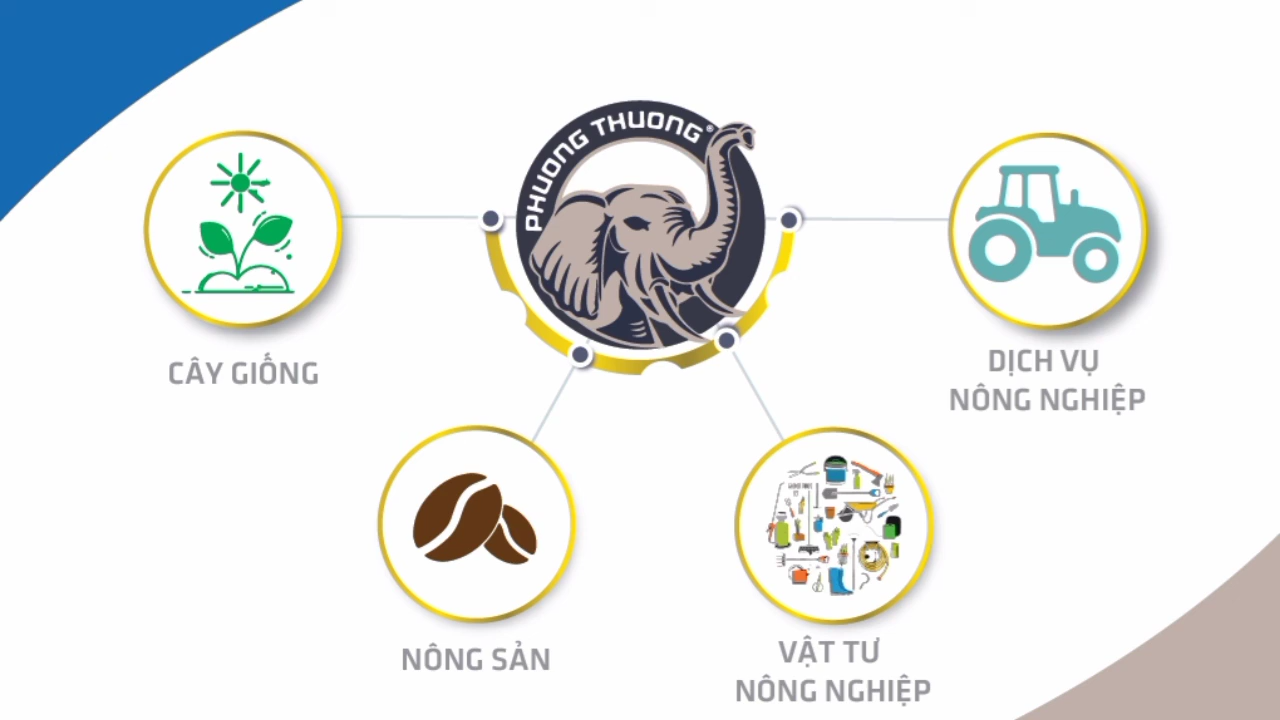 PHUONG THUONG®
CÂY GIỐNG
DỊCH VỤ
NÔNG NGHIỆP
NÔNG SẢN
VẬT TƯ
NÔNG NGHIỆP